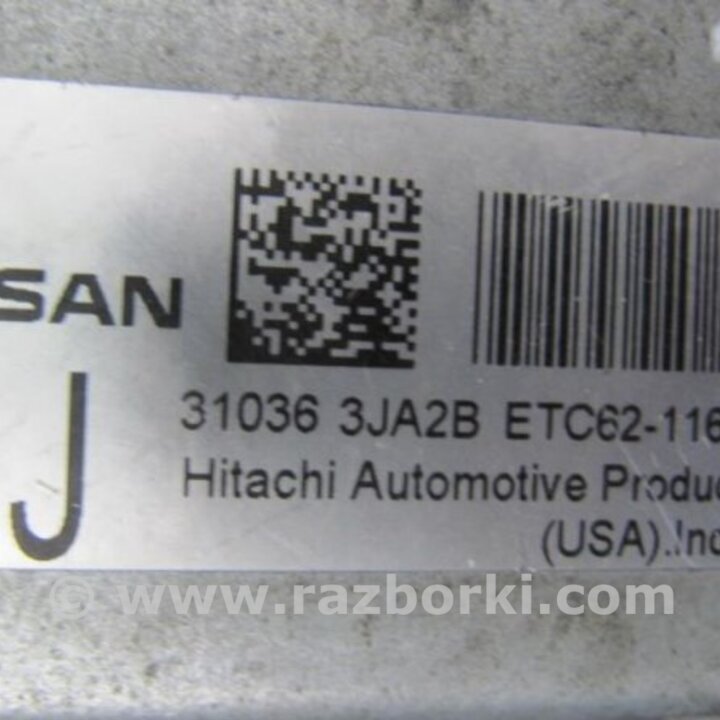 SAN
J
31036 3JA2B ETC62-116
Hitachi Automotive Produc
(USA).Inc
© www.razborki.com